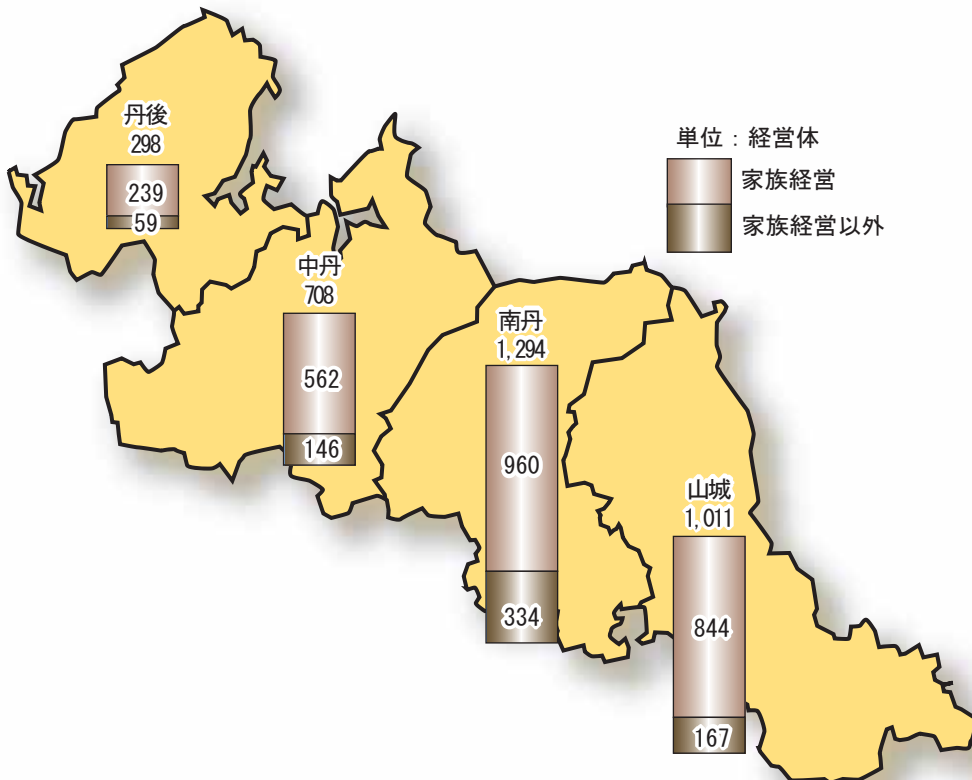 丹後
298
239
59
単位：経営体
家族経営
家族経営以外
中丹
708
562
146
南丹
1,294
960
334
山城
1,011
844
167